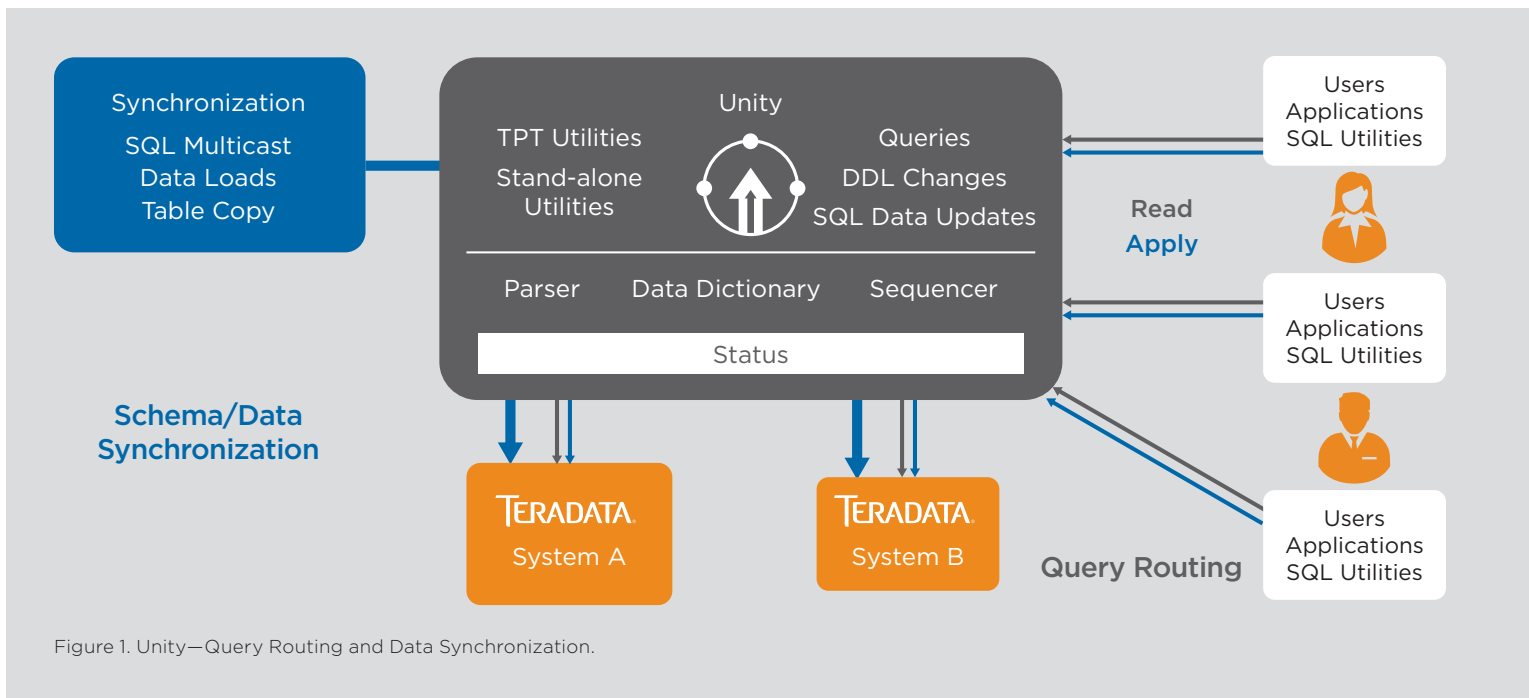 Synchronization
SQL Multicast
Data Loads
Table Copy
Unity
TPT Utilities
Stand-alone
Utilities
Queries
DDL Changes
SQL Data Updates
Parser
Data Dictionary
Sequencer
Status
Users
Applications
SQL Utilities
Read
Apply
Users
Applications
SQL Utilities
Schema/Data
Synchronization
TERADATA®
System A
TERADATA®
System B
Query Routing
Users
Applications
SQL Utilities
Figure 1. Unity—Query Routing and Data Synchronization.